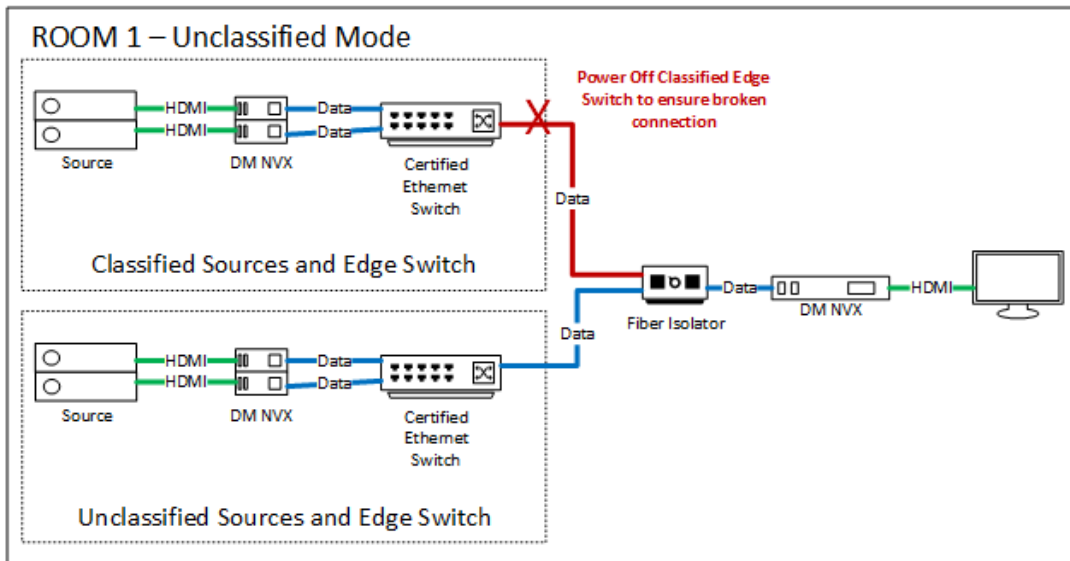 ROOM 1 – Unclassified Mode
Power Off Classified Edge
Switch to ensure broken
connection
HDMI
HDMI
Data
Data
Source
DM NVX
Certified
Ethernet
Switch
Data
Classified Sources and Edge Switch
Data
HDMI
Fiber Isolator
DM NVX
Data
HDMI
HDMI
Data
Data
Source
DM NVX
Certified
Ethernet
Switch
Unclassified Sources and Edge Switch